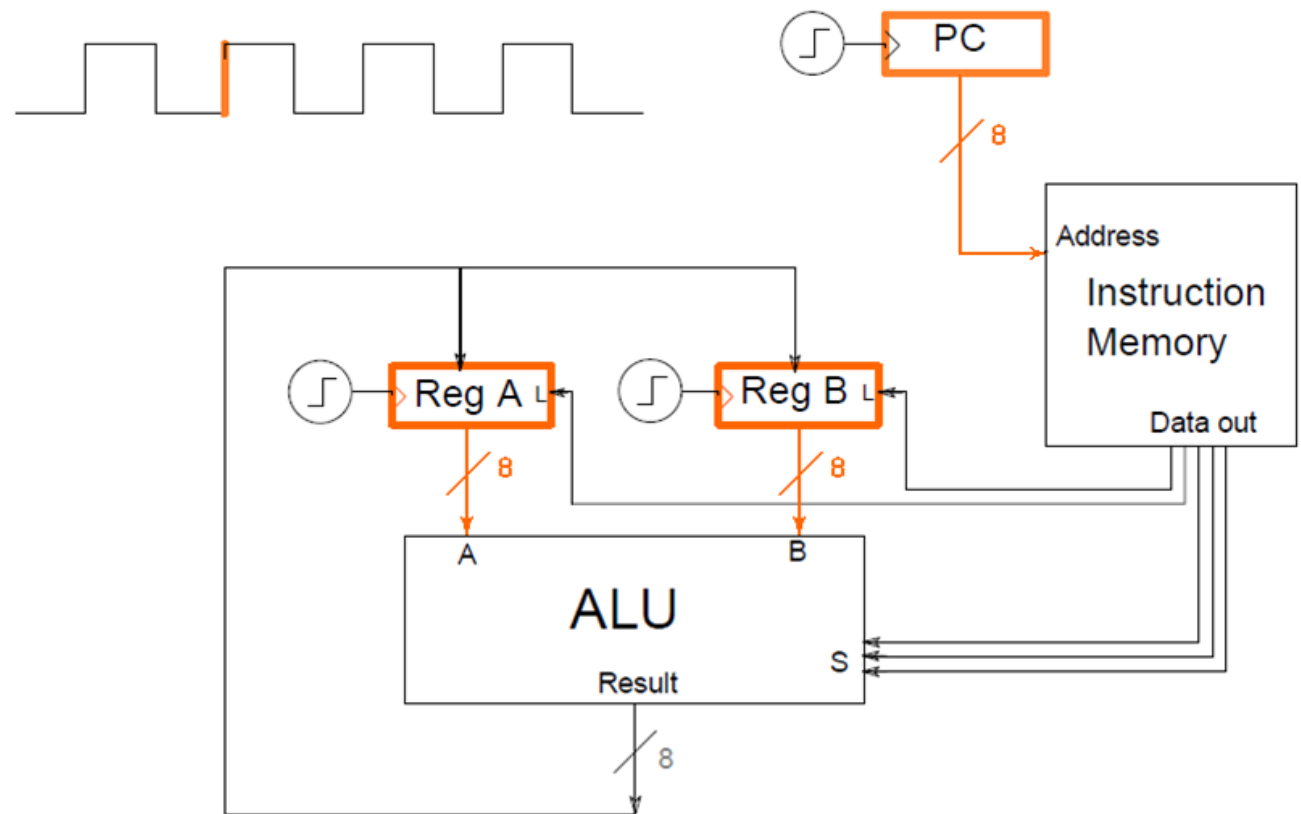 PC
8
Address
Instruction
Memory
Data out
Reg A L
Reg B L
8
8
A
B
ALU
S
Result
8